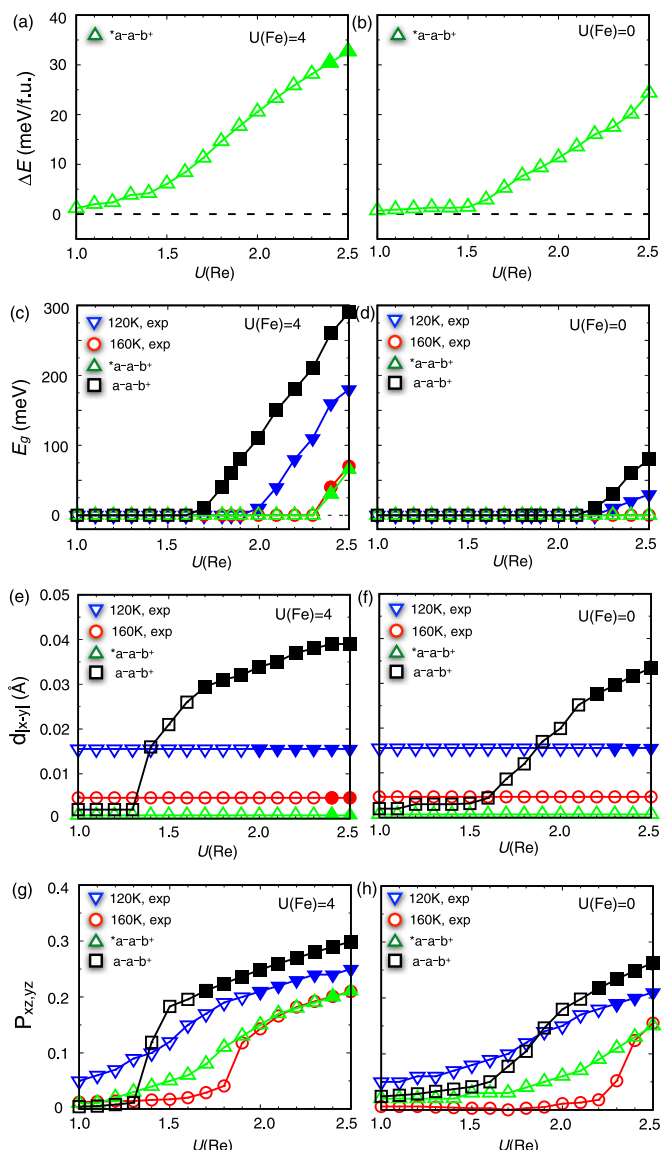 (a)
*a-a-b+
U(Fe)=4
(b)
*a-a-b+
U(Fe)=0
40
30
20
10
0
ΔE (meV/f.u.)
1.0 1.5 2.0 2.5
U(Re)
1.0 1.5 2.0 2.5
U(Re)
(c)
120K, exp
160K, exp
*a-a-b+
a-a-b+
U(Fe)=4
(d)
120K, exp
160K, exp
*a-a-b+
a-a-b+
U(Fe)=0
300
225
150
75
0
Eg (meV)
1.0 1.5 2.0 2.5
1.0 1.5 2.0 2.5
(e)
120K, exp
160K, exp
*a-a-b+
a-a-b+
U(Fe)=4
(f)
120K, exp
160K, exp
*a-a-b+
a-a-b+
U(Fe)=0
0.05
0.04
0.03
0.02
0.01
0
d|x-y| (Å)
1.0 1.5 2.0 2.5
U(Re)
1.0 1.5 2.0 2.5
U(Re)
(g)
120K, exp
160K, exp
*a-a-b+
a-a-b+
U(Fe)=4
(h)
120K, exp
160K, exp
*a-a-b+
a-a-b+
U(Fe)=0
0.4
0.3
0.2
0.1
0
Pxz,yz
1.0 1.5 2.0 2.5
U(Re)
1.0 1.5 2.0 2.5
U(Re)